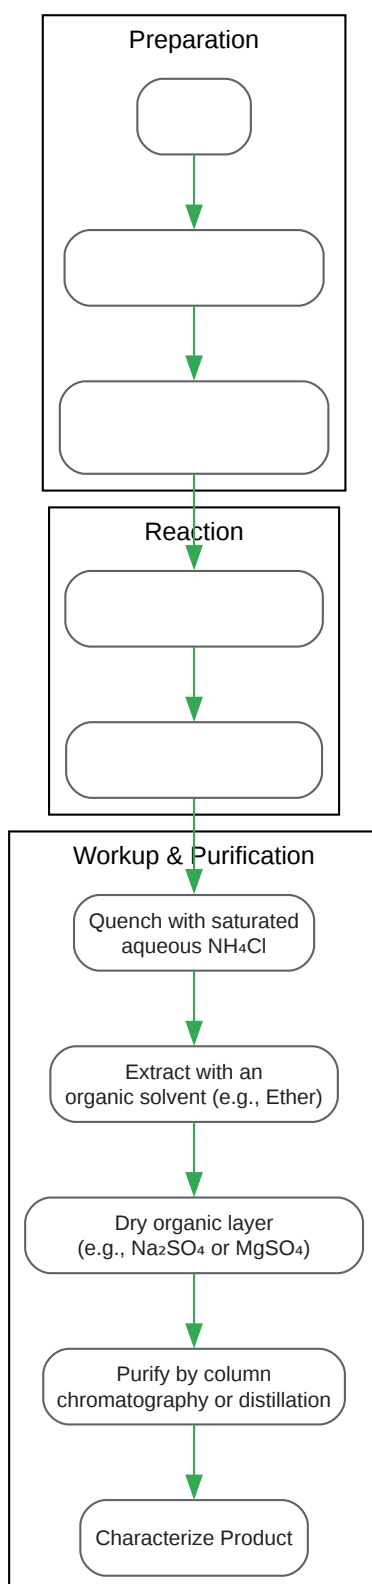 Preparation
Reaction
Workup & Purification
Quench with saturated
aqueous NH₄Cl
Extract with an
organic solvent (e.g., Ether)
Dry organic layer
(e.g., Na₂SO₄ or MgSO₄)
Purify by column
chromatography or distillation
Characterize Product